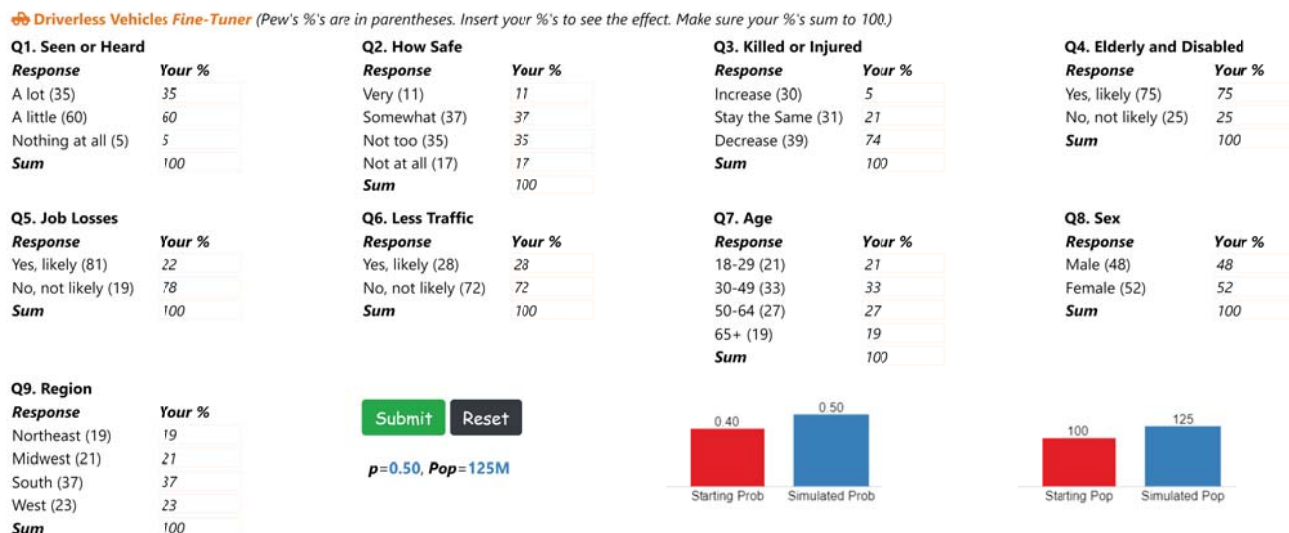 Driverless Vehicles Fine-Tuner (Pew's %'s are in parentheses. Insert your %'s to see the effect. Make sure your %'s sum to 100.)
Q1. Seen or Heard
Response Your %
A lot (35) 35
A little (60) 60
Nothing at all (5) 5
Sum 100
Q2. How Safe
Response Your %
Very (11) 11
Somewhat (37) 37
Not too (35) 35
Not at all (17) 17
Sum 100
Q3. Killed or Injured
Response Your %
Increase (30) 5
Stay the Same (31) 21
Decrease (39) 74
Sum 100
Q4. Elderly and Disabled
Response Your %
Yes, likely (75) 75
No, not likely (25) 25
Sum 100
Q5. Job Losses
Response Your %
Yes, likely (81) 22
No, not likely (19) 78
Sum 100
Q6. Less Traffic
Response Your %
Yes, likely (28) 28
No, not likely (72) 72
Sum 100
Q7. Age
Response Your %
18-29 (21) 21
30-49 (33) 33
50-64 (27) 27
65+ (19) 19
Sum 100
Q8. Sex
Response Your %
Male (48) 48
Female (52) 52
Sum 100
Q9. Region
Response Your %
Northeast (19) 19
Midwest (21) 21
South (37) 37
West (23) 23
Sum 100
Submit Reset
p=0.50, Pop=125M
0.40 0.50
Starting Prob Simulated Prob
100 125
Starting Pop Simulated Pop